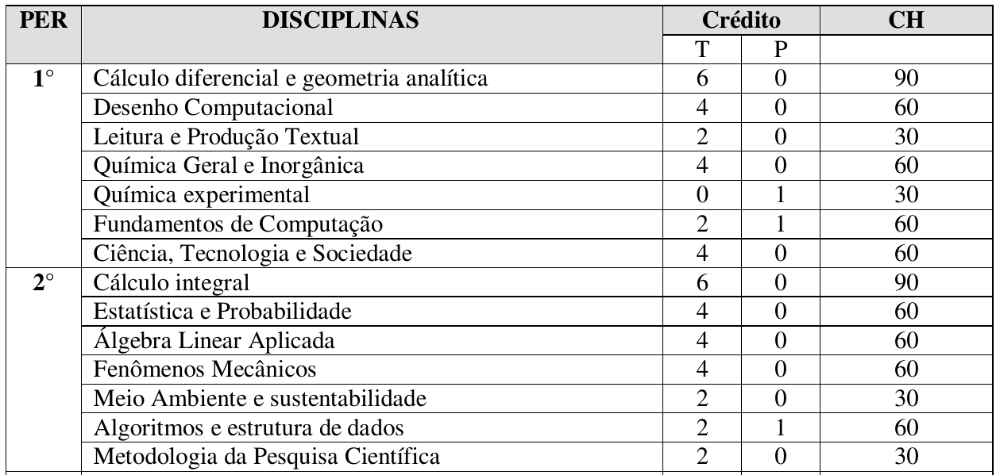 PER DISCIPLINAS Crédito CH
T P
1° Cálculo diferencial e geometria analítica 6 0 90
Desenho Computacional 4 0 60
Leitura e Produção Textual 2 0 30
Química Geral e Inorgânica 4 0 60
Química experimental 0 1 30
Fundamentos de Computação 2 1 60
Ciência, Tecnologia e Sociedade 4 0 60
2° Cálculo integral 6 0 90
Estatística e Probabilidade 4 0 60
Álgebra Linear Aplicada 4 0 60
Fenômenos Mecânicos 4 0 60
Meio Ambiente e sustentabilidade 2 0 30
Algoritmos e estrutura de dados 2 1 60
Metodologia da Pesquisa Científica 2 0 30